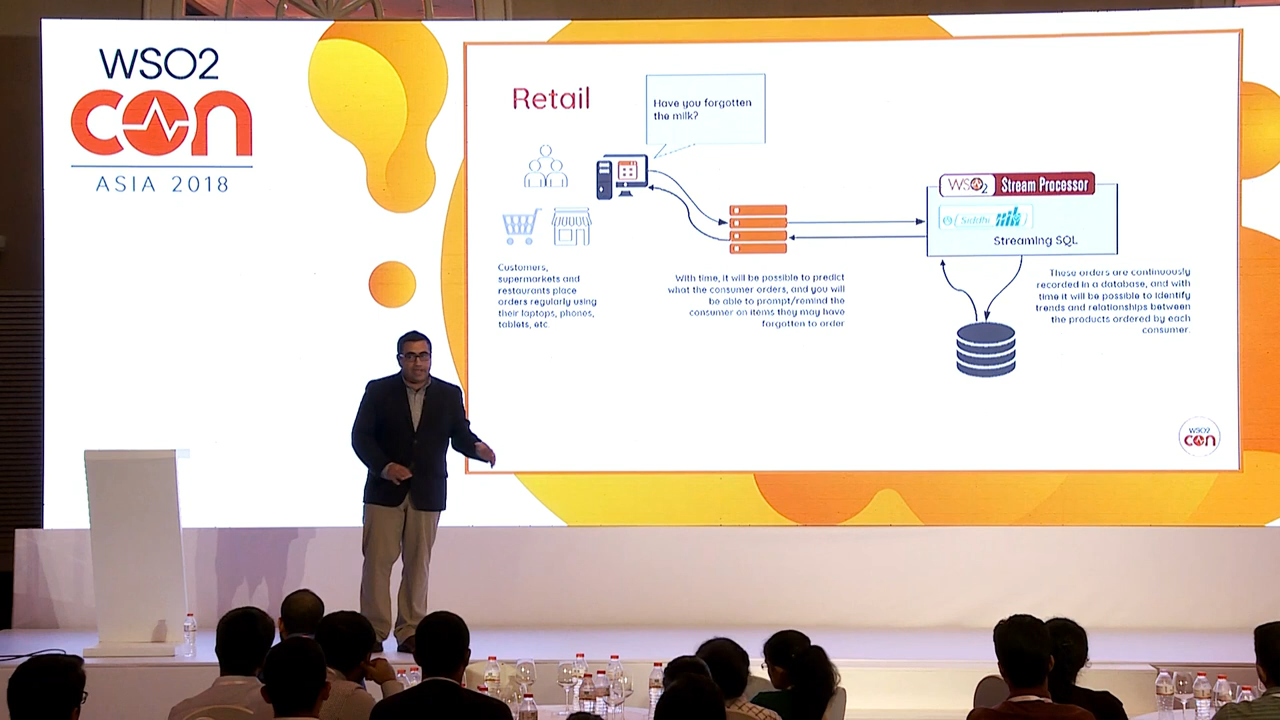 WSO2
CON
ASIA 2018
Retail
Have you forgotten
the milk?
Customers,
supermarkets and
restaurants place
orders regularly using
their laptops, phones,
tablets, etc.
With time, it will be possible to predict
what the consumer orders, and you will
be able to prompt/remind the
consumer on items they may have
forgotten to order
WSO2 Stream Processor
Siddhi
Streaming SQL
These orders are continuously
recorded in a database, and with
time it will be possible to identify
trends and relationships between
the products ordered by each
consumer.
WSO2
CON